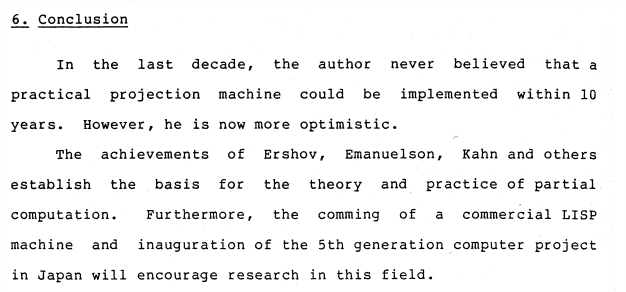 6. Conclusion
In the last decade, the author never believed that a
practical projection machine could be implemented within 10
years. However, he is now more optimistic.
The achievements of Ershov, Emanuelson, Kahn and others
establish the basis for the theory and practice of partial
computation. Furthermore, the comming of a commercial LISP
machine and inauguration of the 5th generation computer project
in Japan will encourage research in this field.